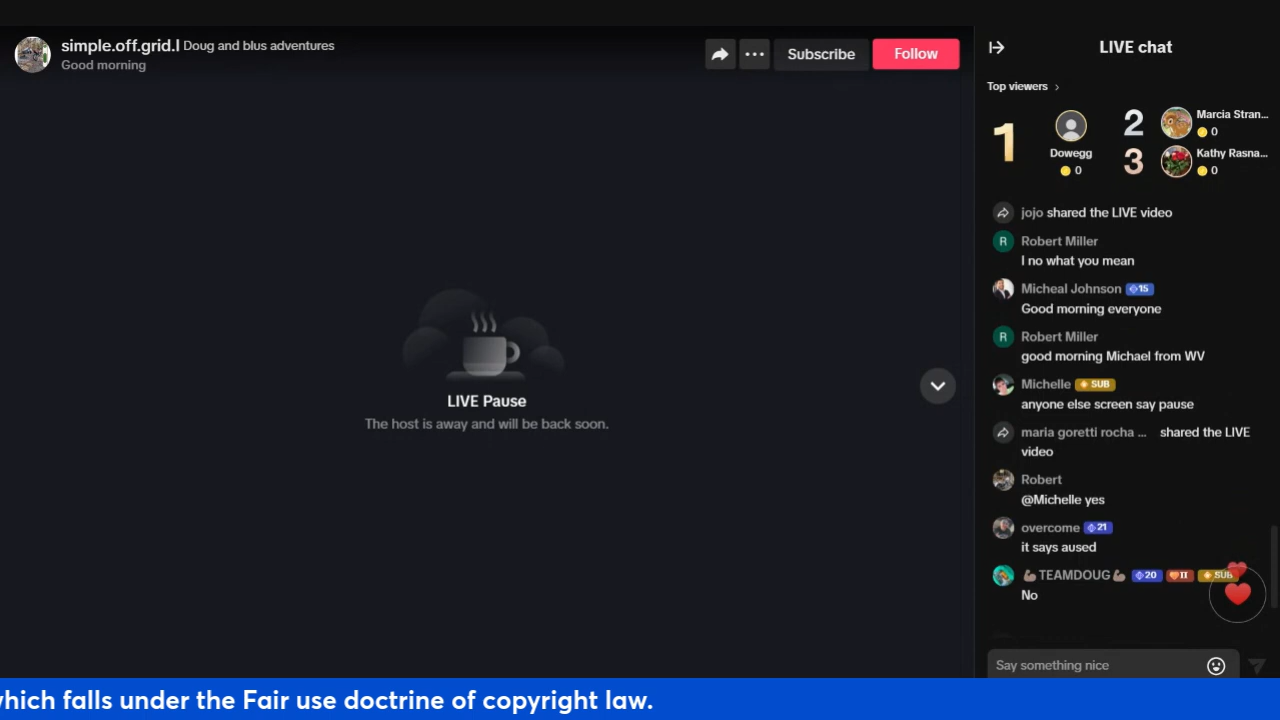 simple.off.grid.l Doug and blus adventures
Good morning
Subscribe
Follow
LIVE chat
Top viewers
1
Dowegg
0
2
Marcia Stran...
0
3
Kathy Rasna...
0
jojo shared the LIVE video
R Robert Miller
I no what you mean
Micheal Johnson 15
Good morning everyone
R Robert Miller
good morning Michael from WV
Michelle SUB
anyone else screen say pause
maria goretti rocha ... shared the LIVE
video
Robert
@Michelle yes
overcome 21
it says aused
TEAMDOUG 20 II SUB
No
LIVE Pause
The host is away and will be back soon.
Say something nice
which falls under the Fair use doctrine of copyright law.